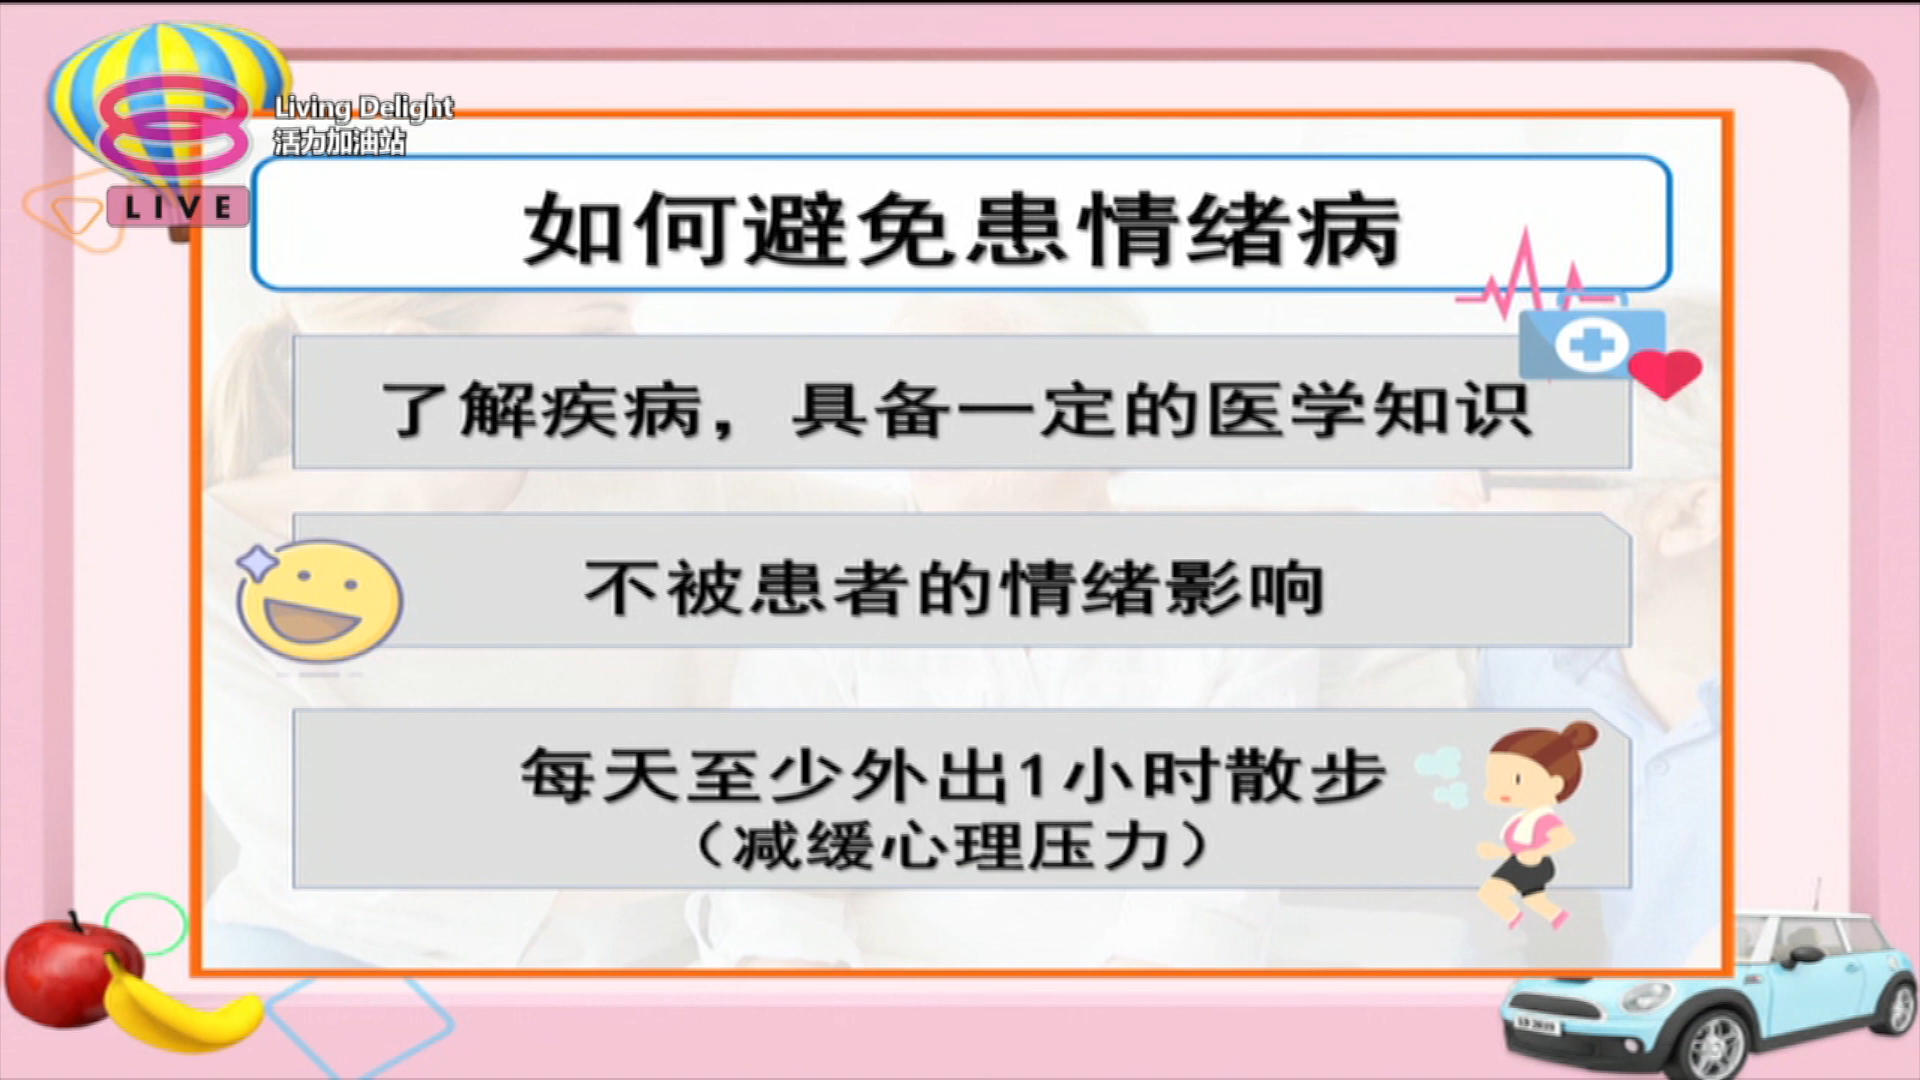 Living Delight
活力加油站
LIVE
如何避免患情绪病
了解疾病，具备一定的医学知识
不被患者的情绪影响
每天至少外出1小时散步
（减缓心理压力）